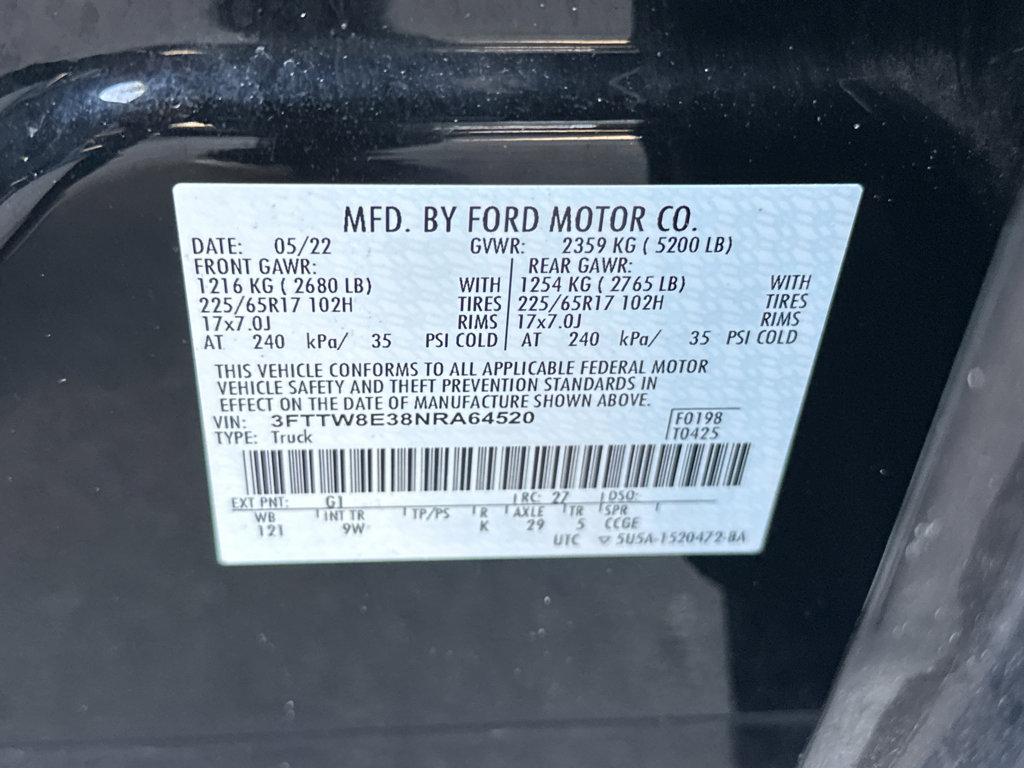 MFD. BY FORD MOTOR CO.
DATE: 05/22 GVWR: 2359 KG ( 5200 LB)
FRONT GAWR: REAR GAWR:
1216 KG ( 2680 LB) WITH 1254 KG ( 2765 LB) WITH
225/65R17 102H TIRES 225/65R17 102H TIRES
17x7.0J RIMS 17x7.0J RIMS
AT 240 kPa/ 35 PSI COLD AT 240 kPa/ 35 PSI COLD
THIS VEHICLE CONFORMS TO ALL APPLICABLE FEDERAL MOTOR
VEHICLE SAFETY AND THEFT PREVENTION STANDARDS IN
EFFECT ON THE DATE OF MANUFACTURE SHOWN ABOVE.
VIN: 3FTTW8E38NRA64520 F0198
TYPE: Truck T0425
EXT PNT: G1 RC: 27 DSO:
WB INT TR TP/PS R AXLE TR SPR
121 9W K 29 5 CCGE
UTC ▽ 5U5A-1520472-BA